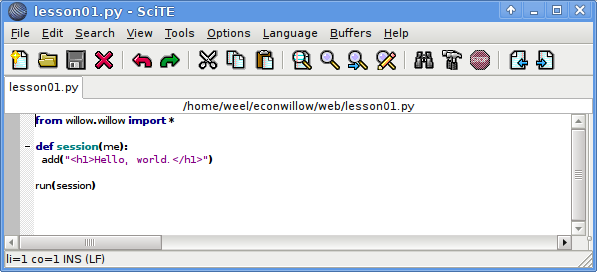 lesson01.py - SciTE
File Edit Search View Tools Options Language Buffers Help
lesson01.py
/home/weel/econwillow/web/lesson01.py
from willow.willow import *
def session(me):
  add("<h1>Hello, world.</h1>")
run(session)
li=1 co=1 INS (LF)